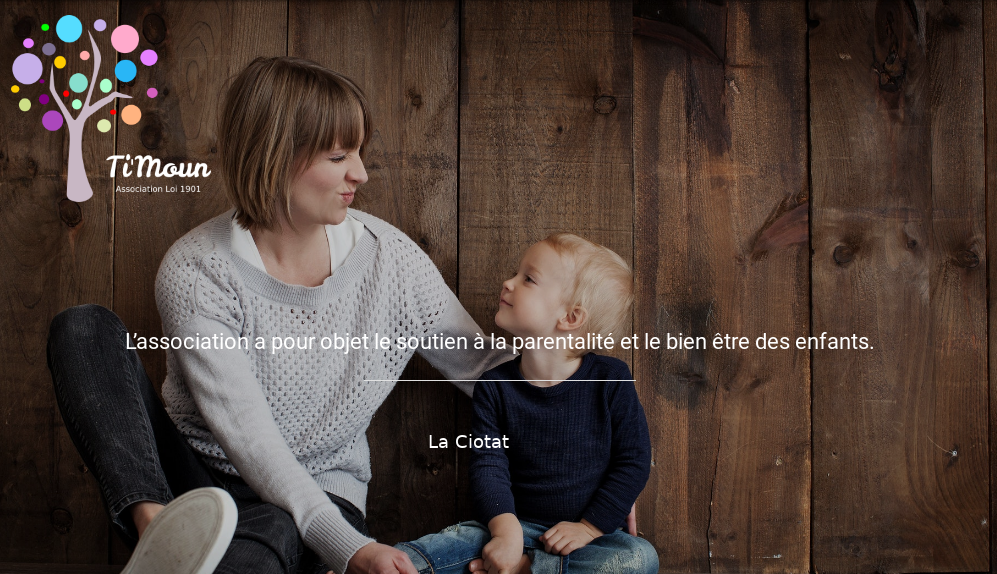 Ti'Moun
Association Loi 1901
L'association a pour objet le soutien à la parentalité et le bien être des enfants.
La Ciotat